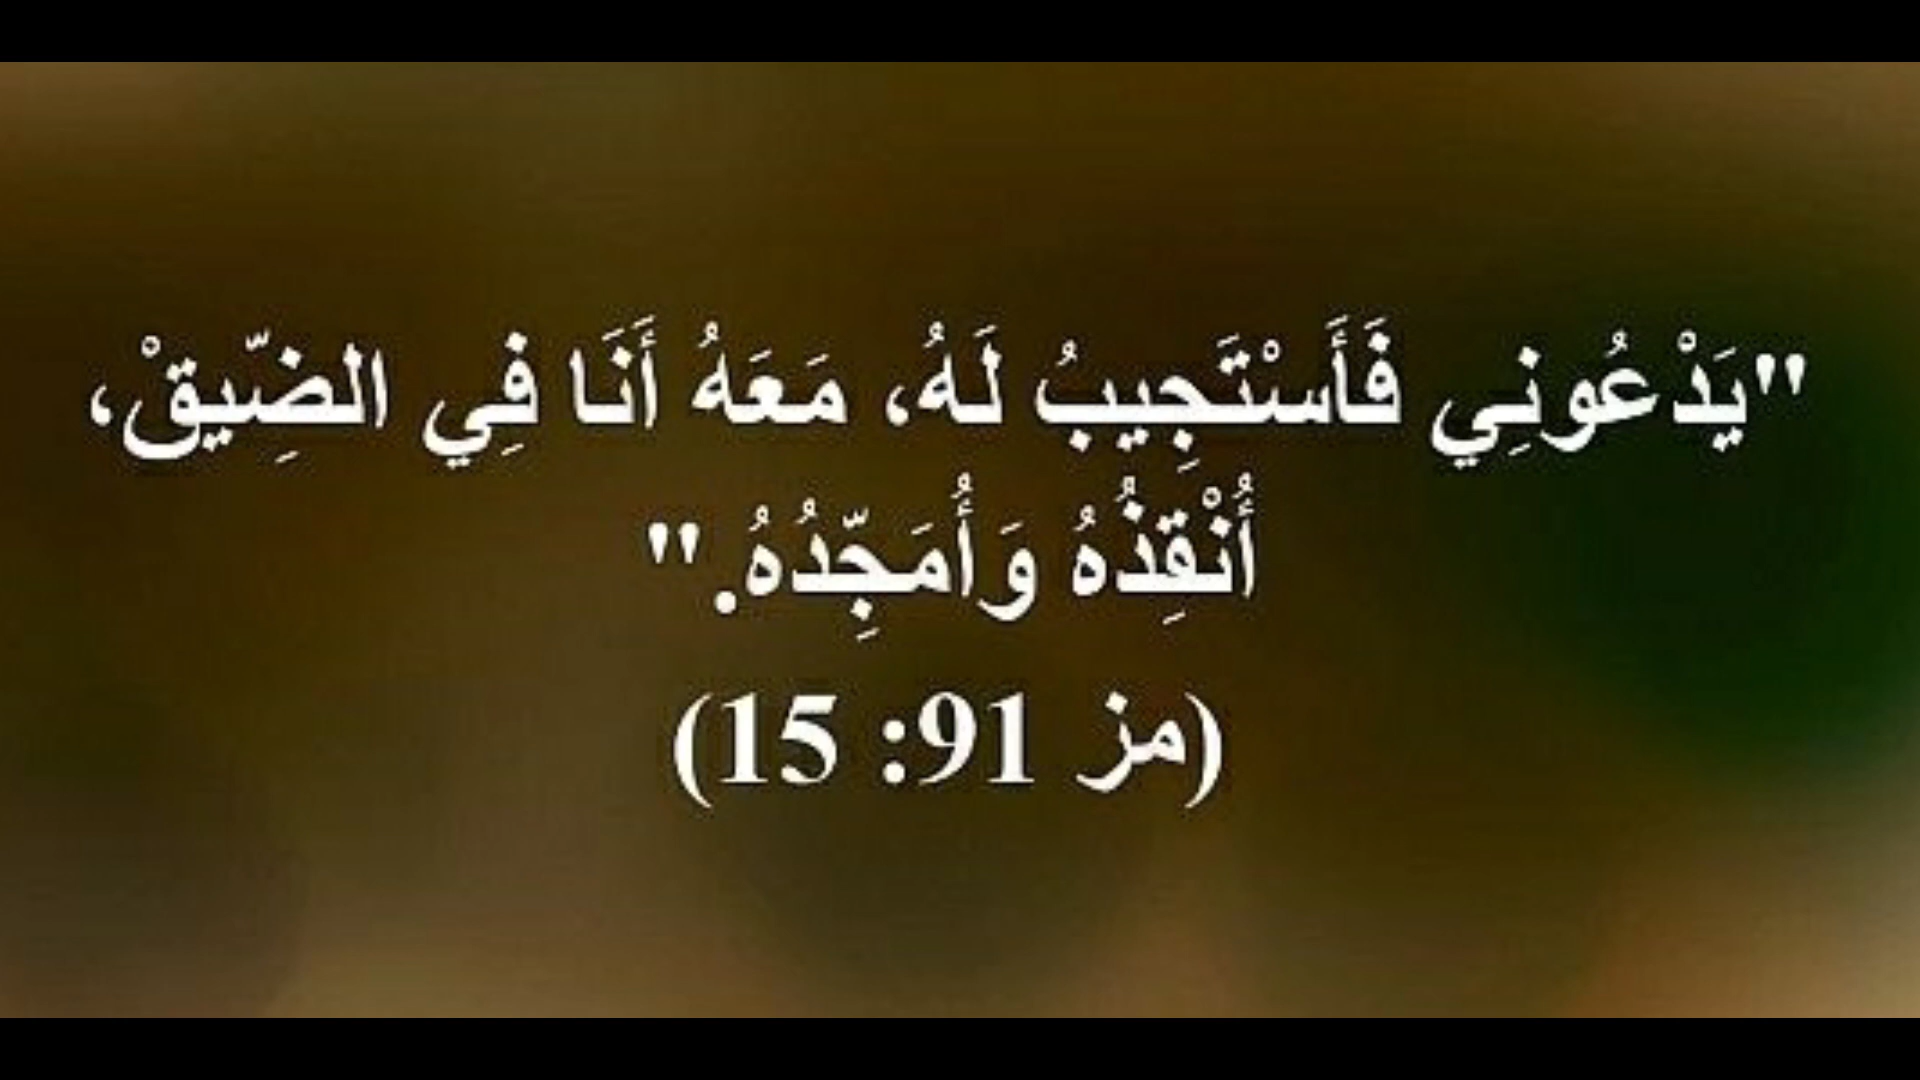 "يَدْعُونِي فَأَسْتَجِيبُ لَهُ، مَعَهُ أَنَا فِي الضِّيقْ،
أُنْقِذُهُ وَأُمَجِّدُهُ."
(مز 91: 15)